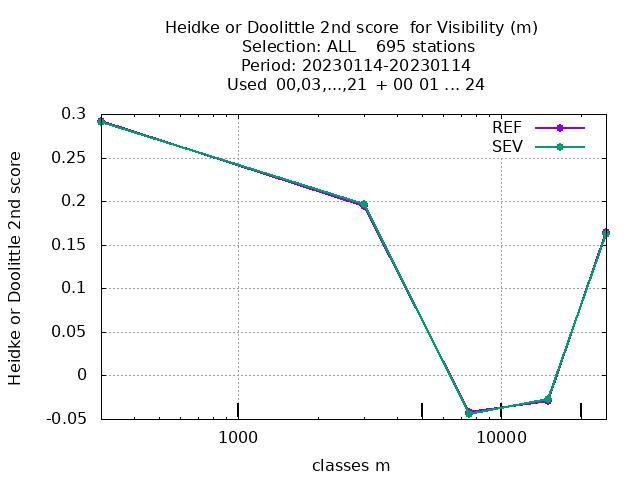 Heidke or Doolittle 2nd score  for Visibility (m)
Selection: ALL    695 stations
Period: 20230114-20230114
Used  00,03,...,21  + 00 01 ... 24
Heidke or Doolittle 2nd score
0.3
0.25
0.2
0.15
0.1
0.05
0
-0.05
REF
SEV
1000
10000
classes m